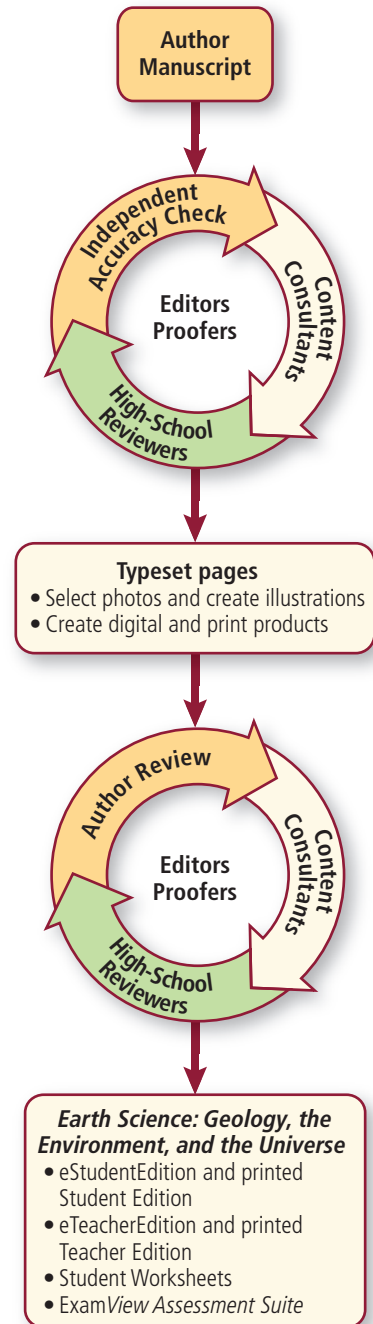 Author
Manuscript
Independent
Accuracy Check
Content
Consultants
Editors
Proofers
High-School
Reviewers
Typeset pages
• Select photos and create illustrations
• Create digital and print products
Author Review
Content
Consultants
Editors
Proofers
High-School
Reviewers
Earth Science: Geology, the
Environment, and the Universe
• eStudentEdition and printed
Student Edition
• eTeacherEdition and printed
Teacher Edition
• Student Worksheets
• ExamView Assessment Suite